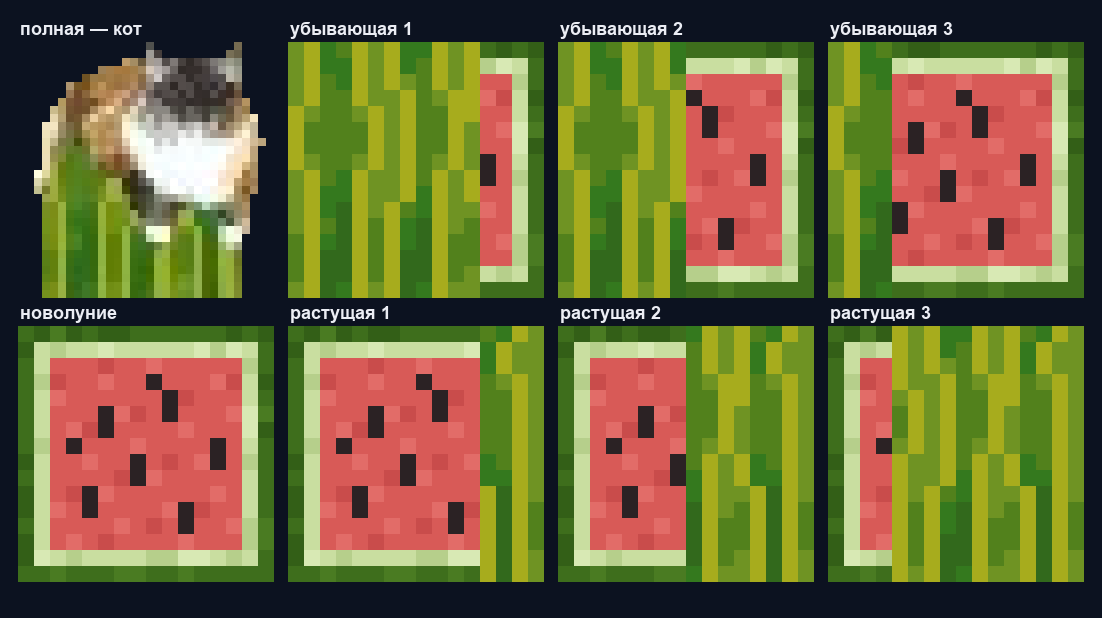 полная — кот
убывающая 1
убывающая 2
убывающая 3
новолуние
растущая 1
растущая 2
растущая 3